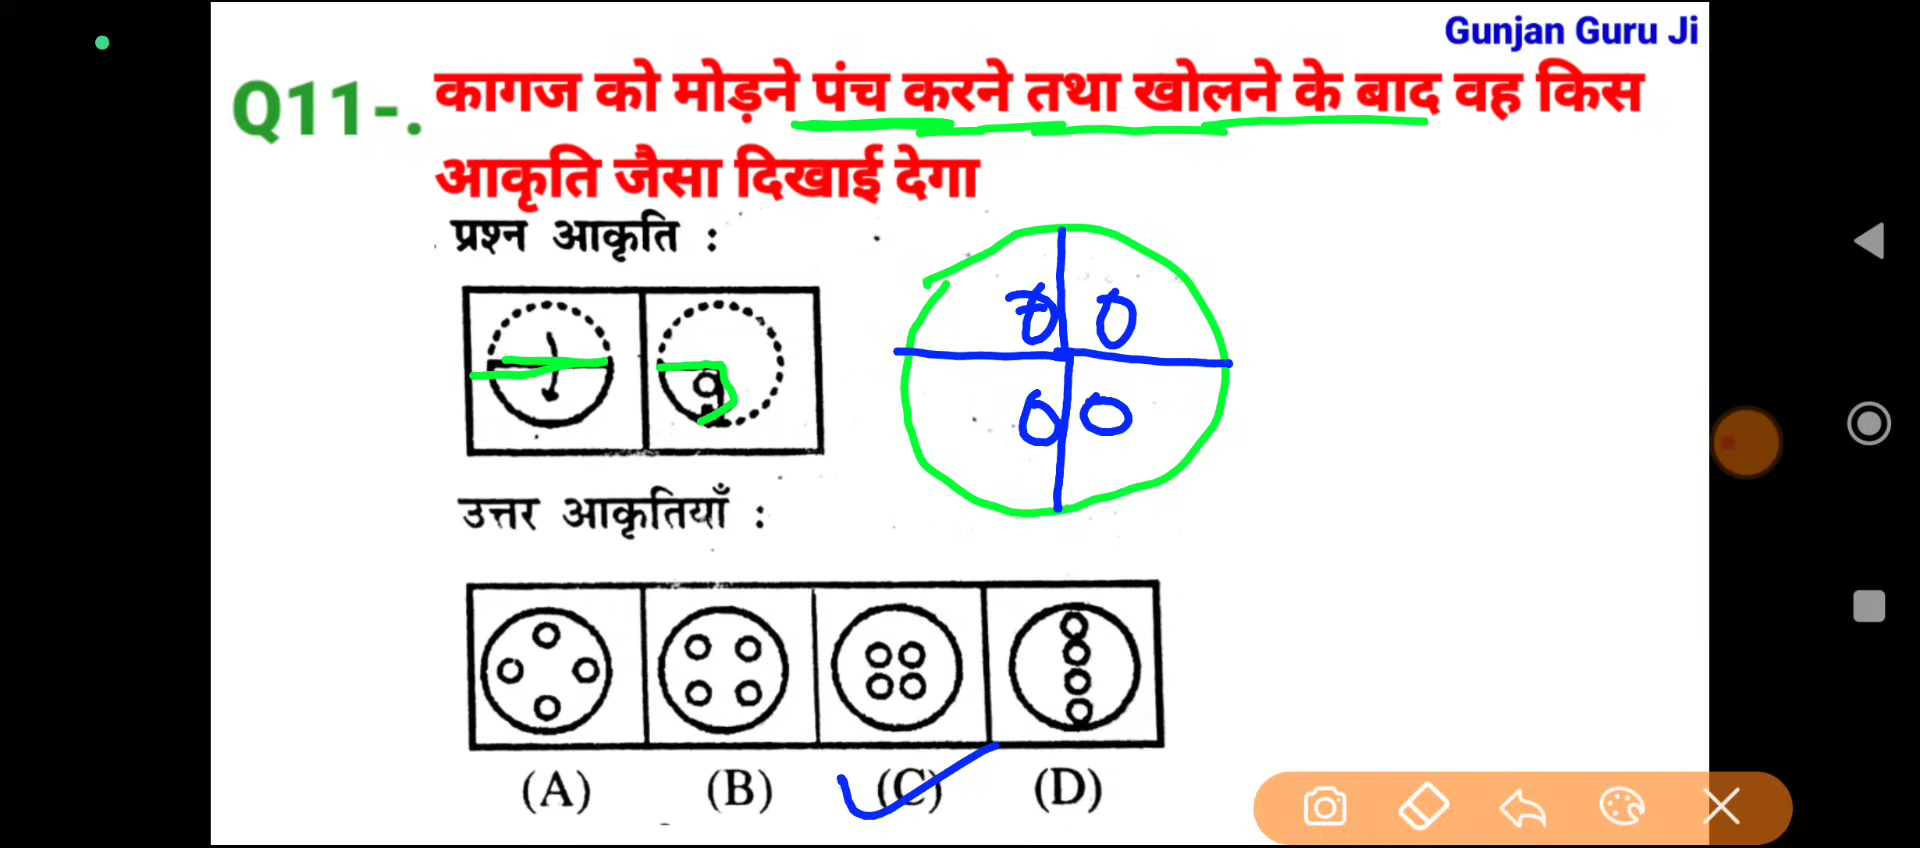 Gunjan Guru Ji
Q11-. कागज को मोड़ने पंच करने तथा खोलने के बाद वह किस
आकृति जैसा दिखाई देगा
प्रश्न आकृति :
उत्तर आकृतियाँ :
(A) (B) (C) (D)